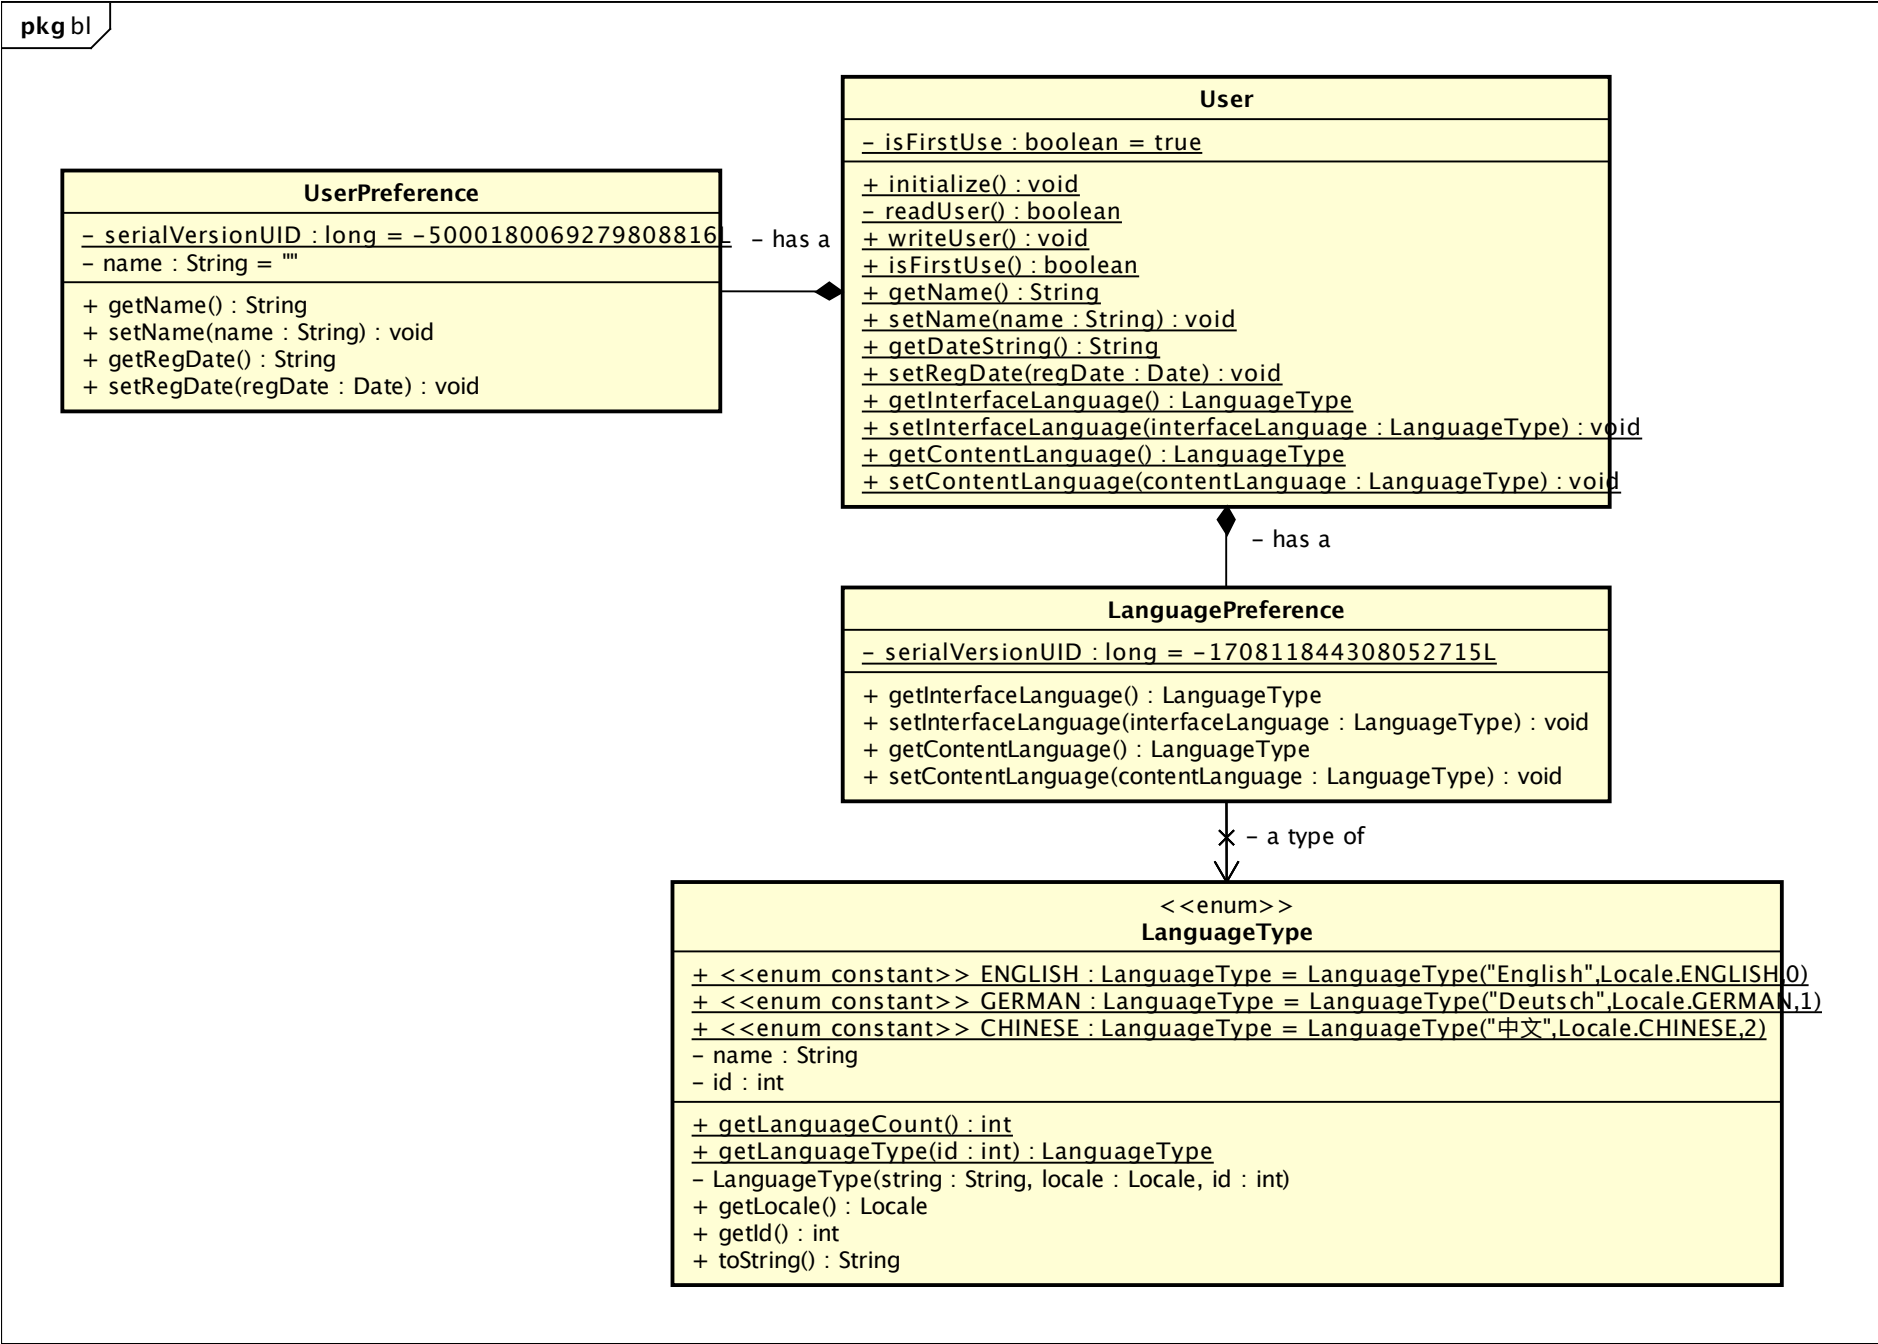 pkg bl
User
– isFirstUse : boolean = true
+ initialize() : void
– readUser() : boolean
+ writeUser() : void
+ isFirstUse() : boolean
+ getName() : String
+ setName(name : String) : void
+ getDateString() : String
+ setRegDate(regDate : Date) : void
+ getInterfaceLanguage() : LanguageType
+ setInterfaceLanguage(interfaceLanguage : LanguageType) : void
+ getContentLanguage() : LanguageType
+ setContentLanguage(contentLanguage : LanguageType) : void
UserPreference
– serialVersionUID : long = –5000180069279808816L
– name : String = ""
+ getName() : String
+ setName(name : String) : void
+ getRegDate() : String
+ setRegDate(regDate : Date) : void
– has a
– has a
LanguagePreference
– serialVersionUID : long = –170811844308052715L
+ getInterfaceLanguage() : LanguageType
+ setInterfaceLanguage(interfaceLanguage : LanguageType) : void
+ getContentLanguage() : LanguageType
+ setContentLanguage(contentLanguage : LanguageType) : void
– a type of
<<enum>>
LanguageType
+ <<enum constant>> ENGLISH : LanguageType = LanguageType("English",Locale.ENGLISH,0)
+ <<enum constant>> GERMAN : LanguageType = LanguageType("Deutsch",Locale.GERMAN,1)
+ <<enum constant>> CHINESE : LanguageType = LanguageType("中文",Locale.CHINESE,2)
– name : String
– id : int
+ getLanguageCount() : int
+ getLanguageType(id : int) : LanguageType
– LanguageType(string : String, locale : Locale, id : int)
+ getLocale() : Locale
+ getId() : int
+ toString() : String